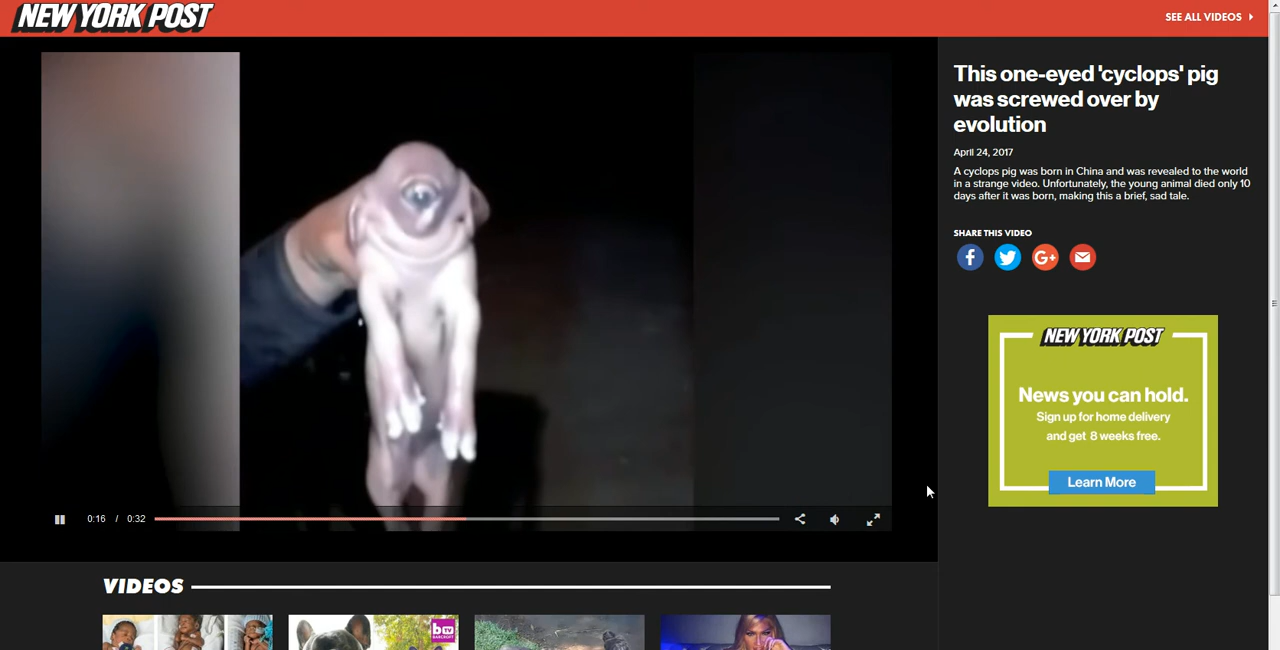 NEW YORK POST
SEE ALL VIDEOS
This one-eyed 'cyclops' pig
was screwed over by
evolution
April 24, 2017
A cyclops pig was born in China and was revealed to the world
in a strange video. Unfortunately, the young animal died only 10
days after it was born, making this a brief, sad tale.
SHARE THIS VIDEO
f
G+
NEW YORK POST
News you can hold.
Sign up for home delivery
and get 8 weeks free.
Learn More
0:16 / 0:32
VIDEOS
btv
BARCROFT